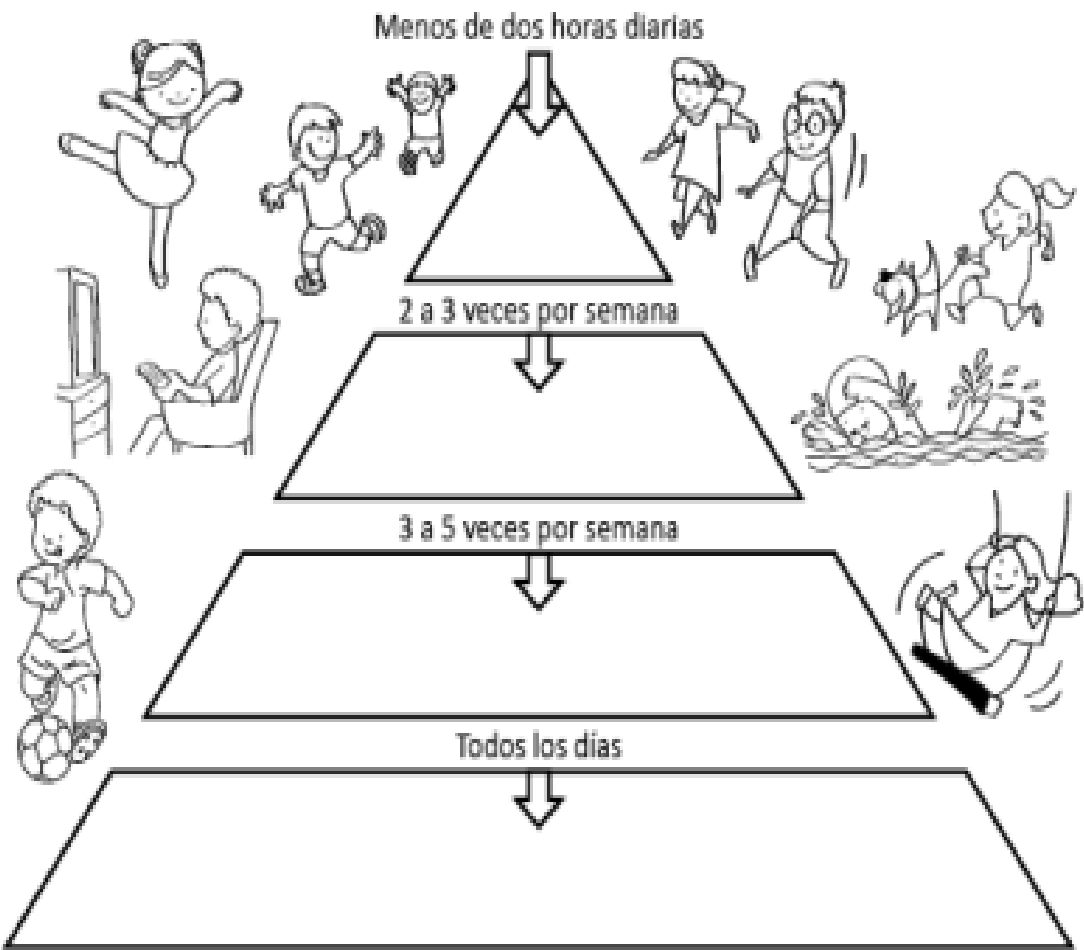 Menos de dos horas diarias
2 a 3 veces por semana
3 a 5 veces por semana
Todos los días